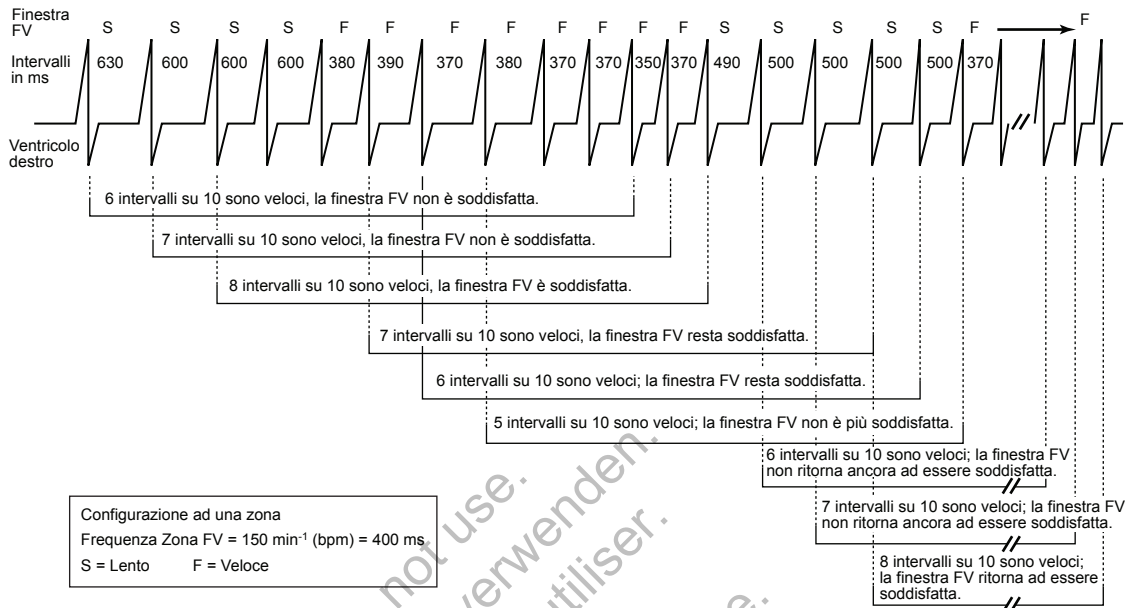 Finestra FV S S S S F F F F F F F F S S S S S F F
Intervalli in ms 630 600 600 600 380 390 370 380 370 370 350 370 490 500 500 500 500 370
Ventricolo
destro
6 intervalli su 10 sono veloci, la finestra FV non è soddisfatta.
7 intervalli su 10 sono veloci, la finestra FV non è soddisfatta.
8 intervalli su 10 sono veloci, la finestra FV è soddisfatta.
7 intervalli su 10 sono veloci, la finestra FV resta soddisfatta.
6 intervalli su 10 sono veloci; la finestra FV resta soddisfatta.
5 intervalli su 10 sono veloci; la finestra FV non è più soddisfatta.
6 intervalli su 10 sono veloci; la finestra FV
non ritorna ancora ad essere soddisfatta.
7 intervalli su 10 sono veloci; la finestra FV
non ritorna ancora ad essere soddisfatta.
8 intervalli su 10 sono veloci;
la finestra FV ritorna ad essere
soddisfatta.
Configurazione ad una zona
Frequenza Zona FV = 150 min⁻¹ (bpm) = 400 ms
S = Lento F = Veloce
not use.
verwenden.
utiliser.